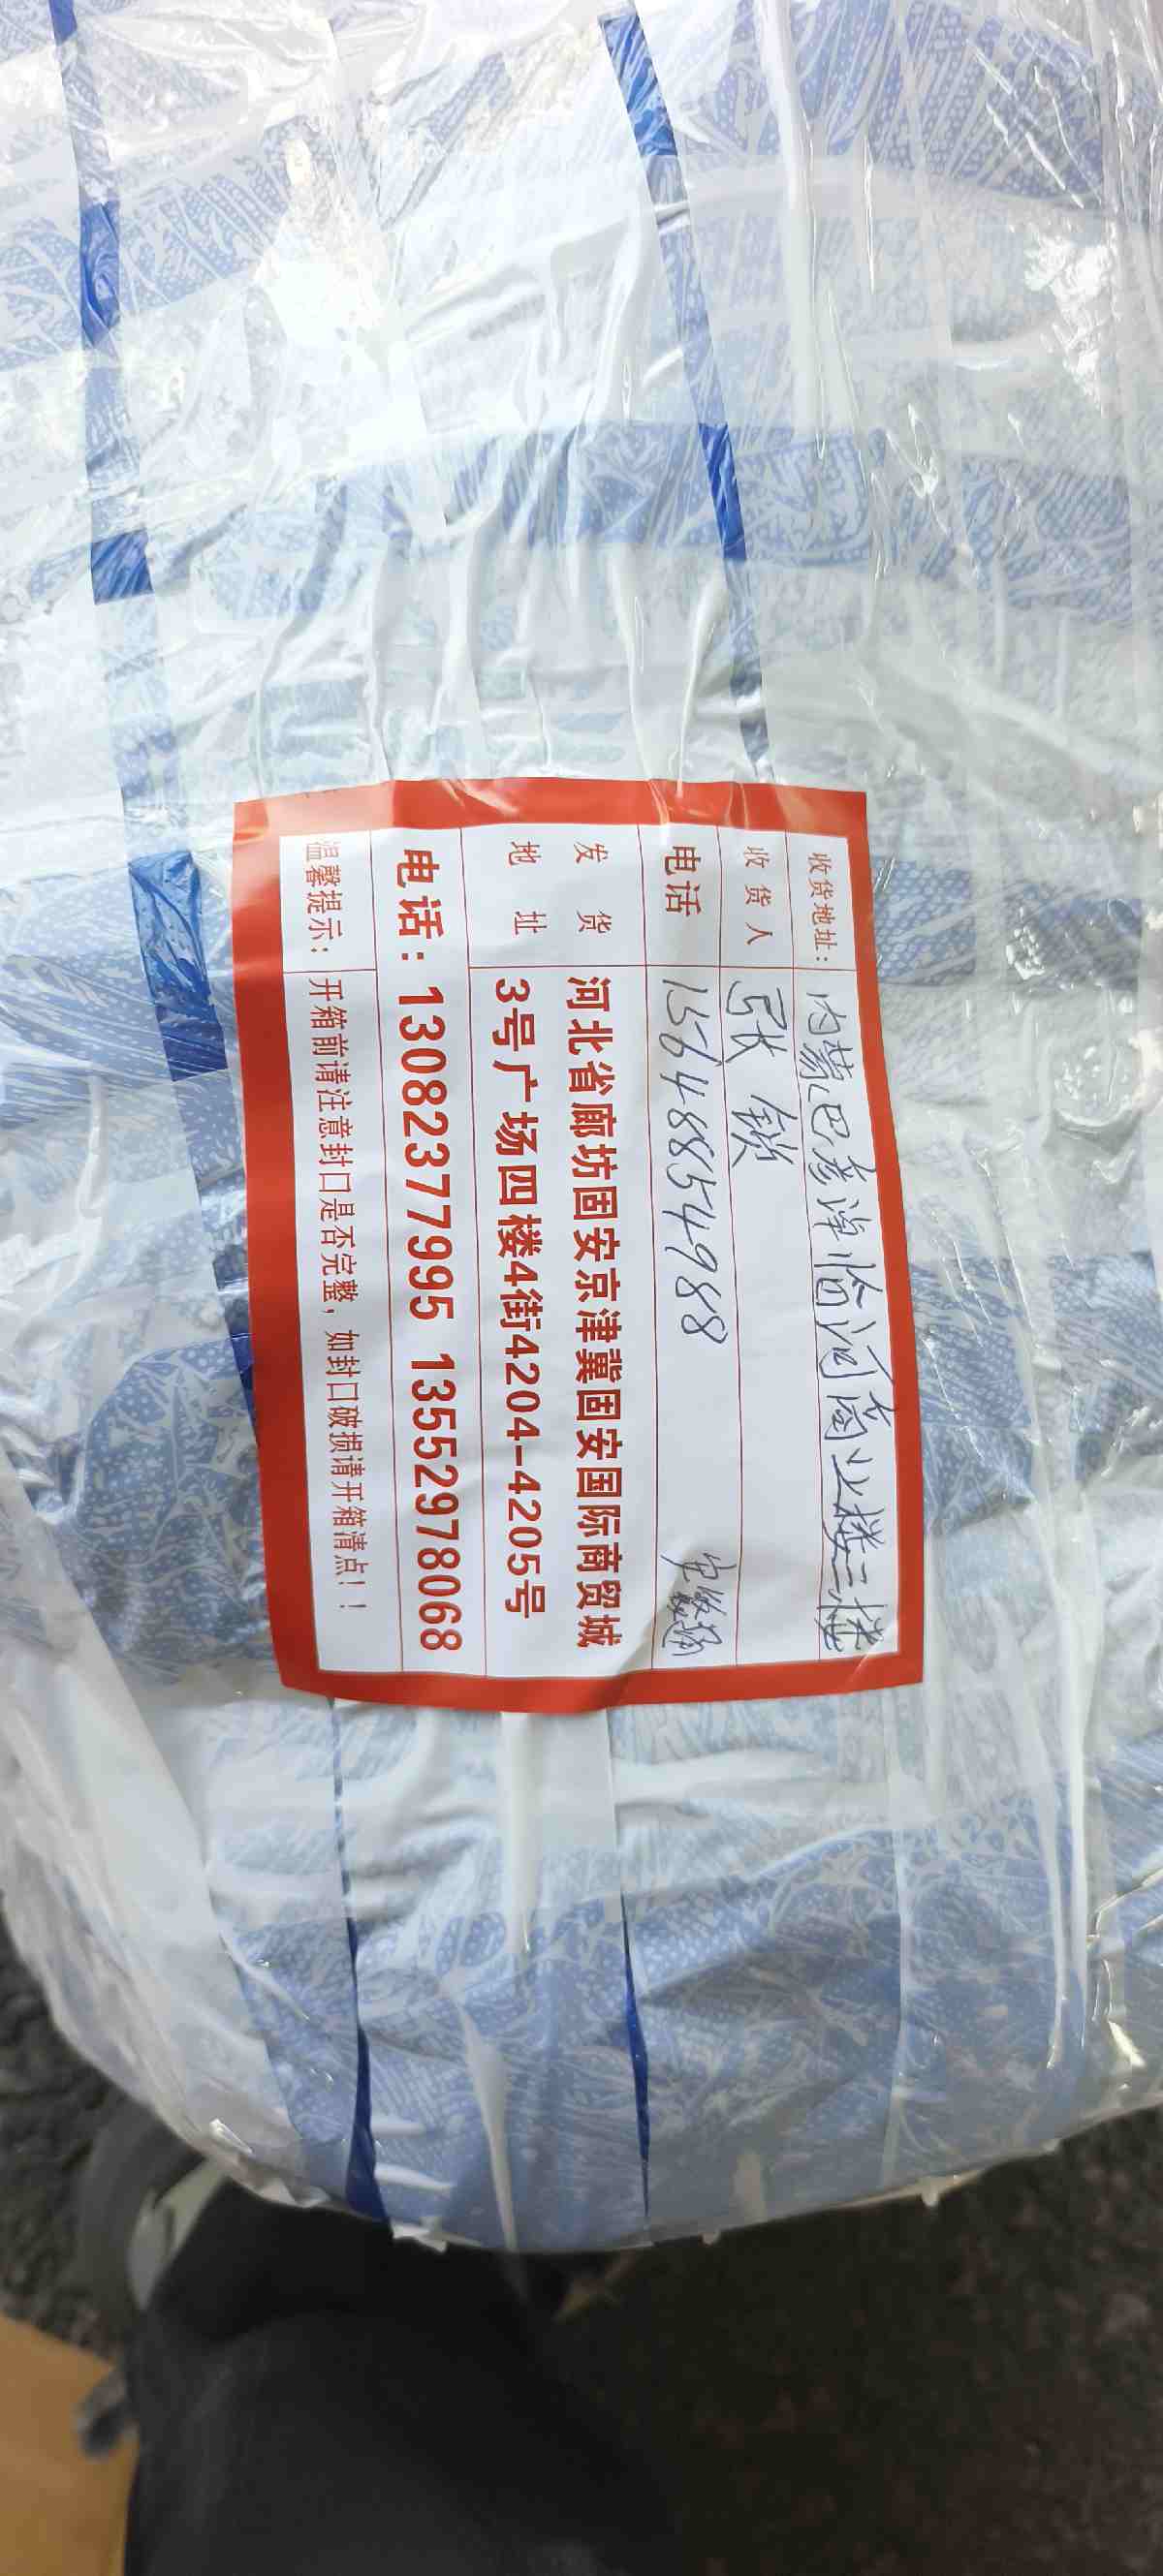 收货地址: 内蒙巴彦淖临河商业楼三楼
收货人 张
电话 15648854988
发货地址 河北省廊坊固安京津冀固安国际商贸城
3号广场四楼4街4204-4205号
电话: 13082377995 13552978068
温馨提示: 开箱前请注意封口是否完整, 如封口破损请开箱清点!!